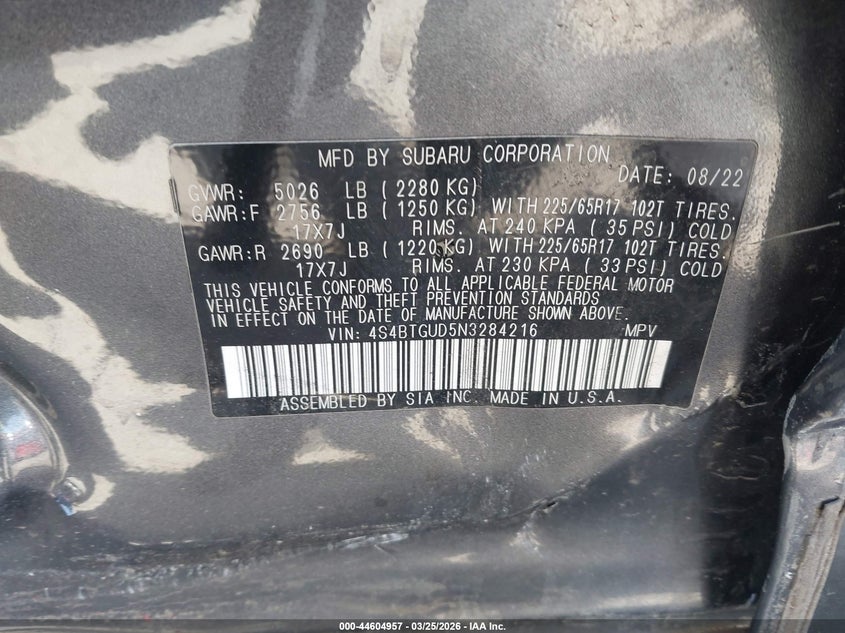 MFD BY SUBARU CORPORATION
DATE: 08/22
GVWR: 5026 LB ( 2280 KG)
GAWR:F 2756 LB ( 1250 KG) WITH 225/65R17 102T TIRES.
17X7J RIMS. AT 240 KPA ( 35 PSI) COLD
GAWR:R 2690 LB ( 1220 KG) WITH 225/65R17 102T TIRES.
17X7J RIMS. AT 230 KPA ( 33 PSI) COLD
THIS VEHICLE CONFORMS TO ALL APPLICABLE FEDERAL MOTOR
VEHICLE SAFETY AND THEFT PREVENTION STANDARDS
IN EFFECT ON THE DATE OF MANUFACTURE SHOWN ABOVE.
VIN: 4S4BTGUD5N3284216 MPV
ASSEMBLED BY SIA INC. MADE IN U.S.A.
000-44604957 - 03/25/2026 - IAA Inc.